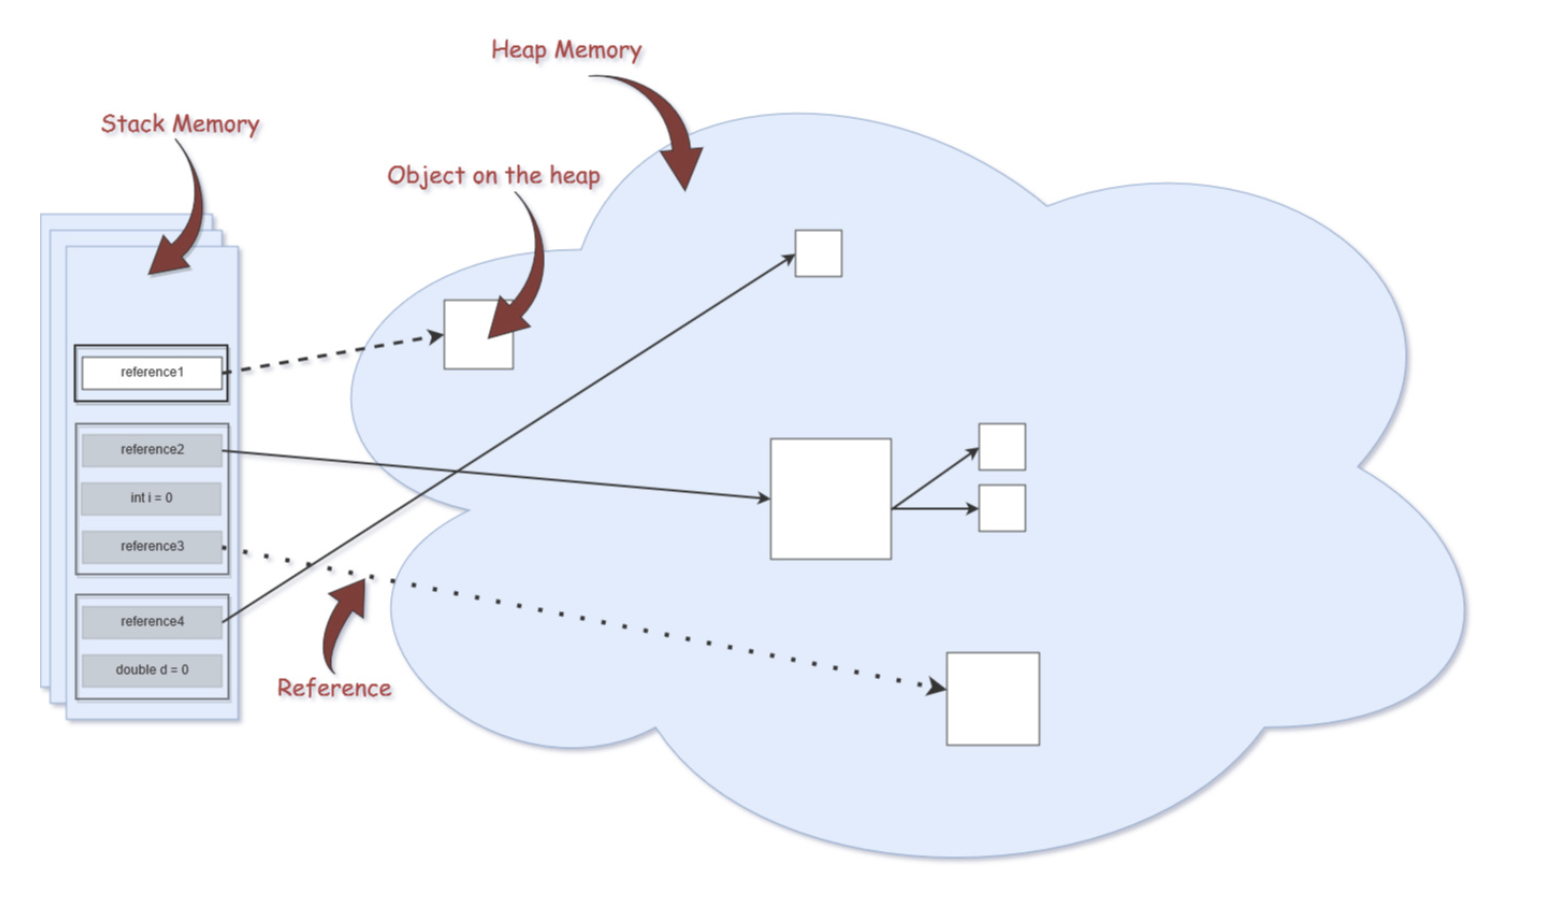 Heap Memory
Stack Memory
Object on the heap
reference1
reference2
int i = 0
reference3
reference4
double d = 0
Reference